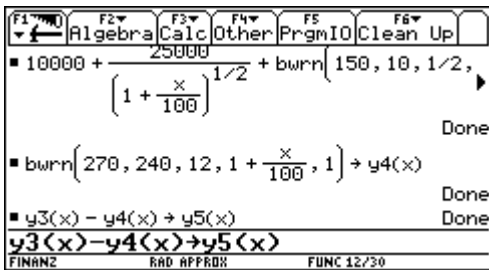 F1 F2 F3 F4 F5 F6
Algebra Calc Other PrgmIO Clean Up
▪ 10000 + 25000 / (1 + x/100)^1/2 + bwrn(150, 10, 1/2,
Done
▪ bwrn(270, 240, 12, 1 + x/100, 1) → y4(x)
Done
▪ y3(x) - y4(x) → y5(x) Done
y3(x)-y4(x)→y5(x)
FINANZ RAD APPROX FUNC 12/30